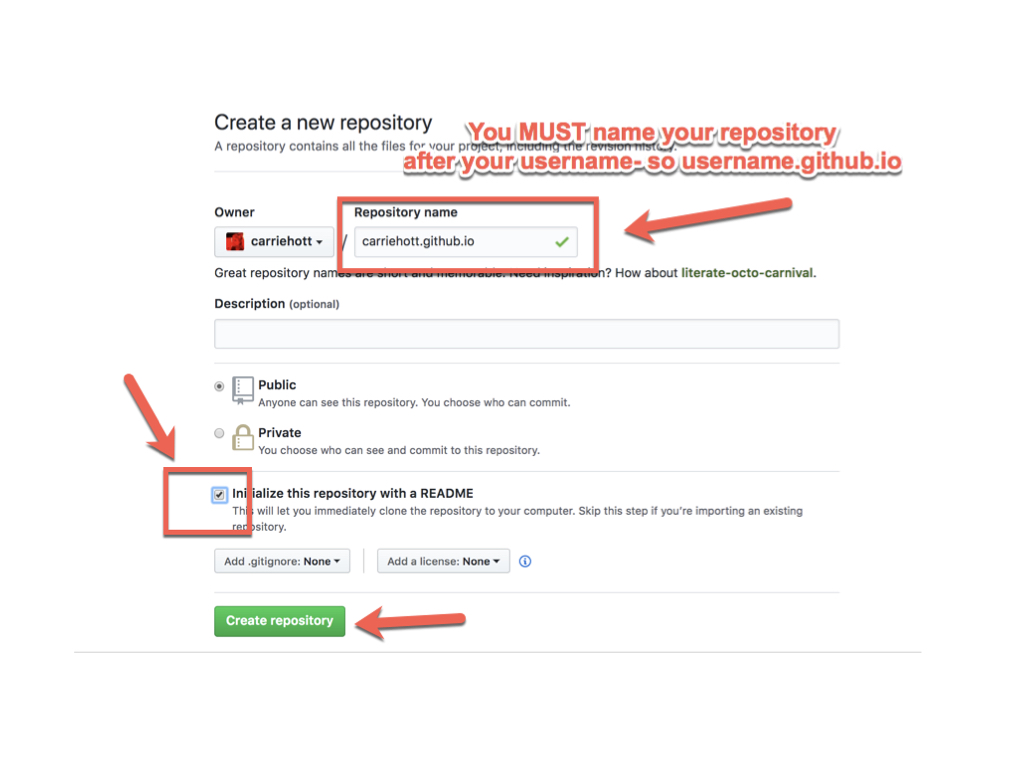 Create a new repository
You MUST name your repository
A repository contains all the files for your project, including the revision history.
after your username- so username.github.io
Owner
Repository name
carriehott
/
carriehott.github.io
Great repository names are short and memorable. Need inspiration? How about literate-octo-carnival.
Description (optional)
Public
Anyone can see this repository. You choose who can commit.
Private
You choose who can see and commit to this repository.
Initialize this repository with a README
This will let you immediately clone the repository to your computer. Skip this step if you're importing an existing
repository.
Add .gitignore: None
Add a license: None
Create repository